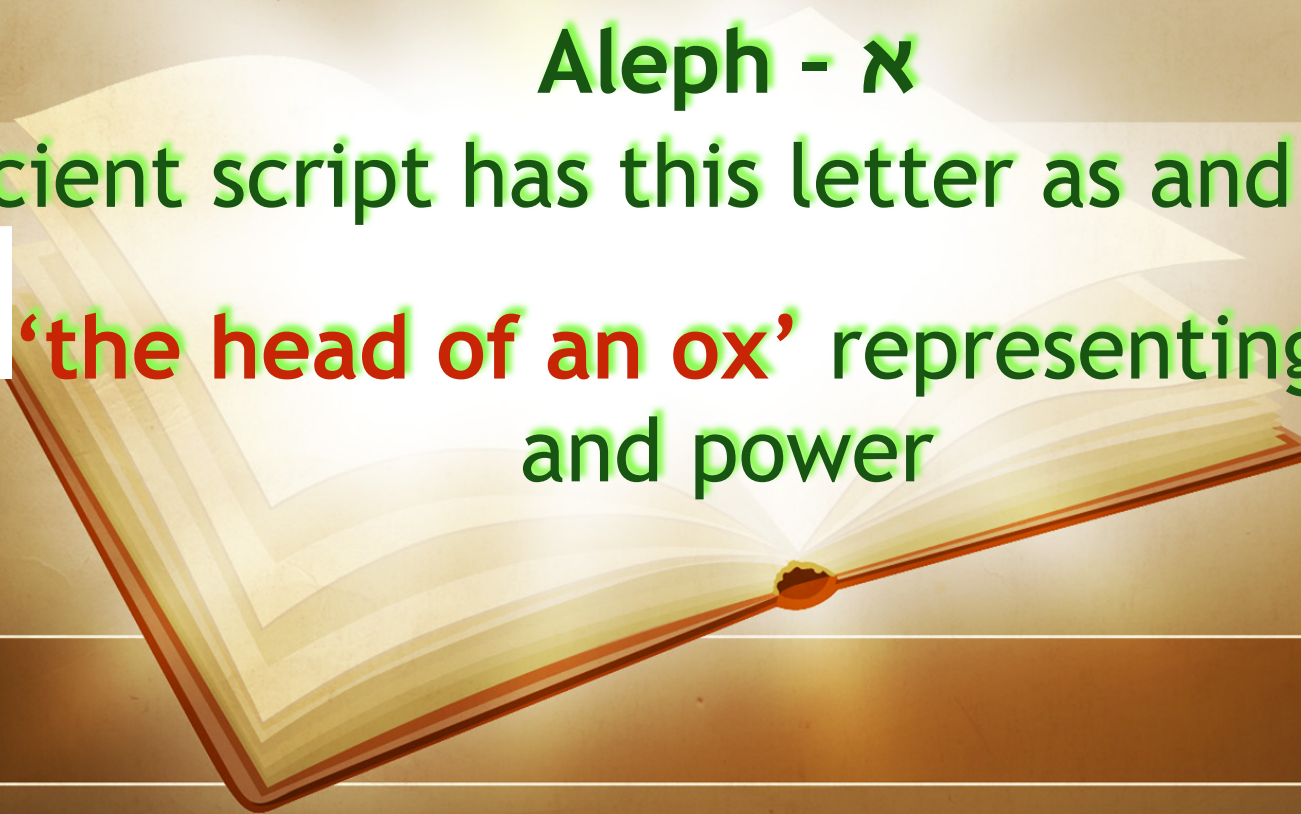 Aleph – א
cient script has this letter as and
‘the head of an ox’ representing
and power